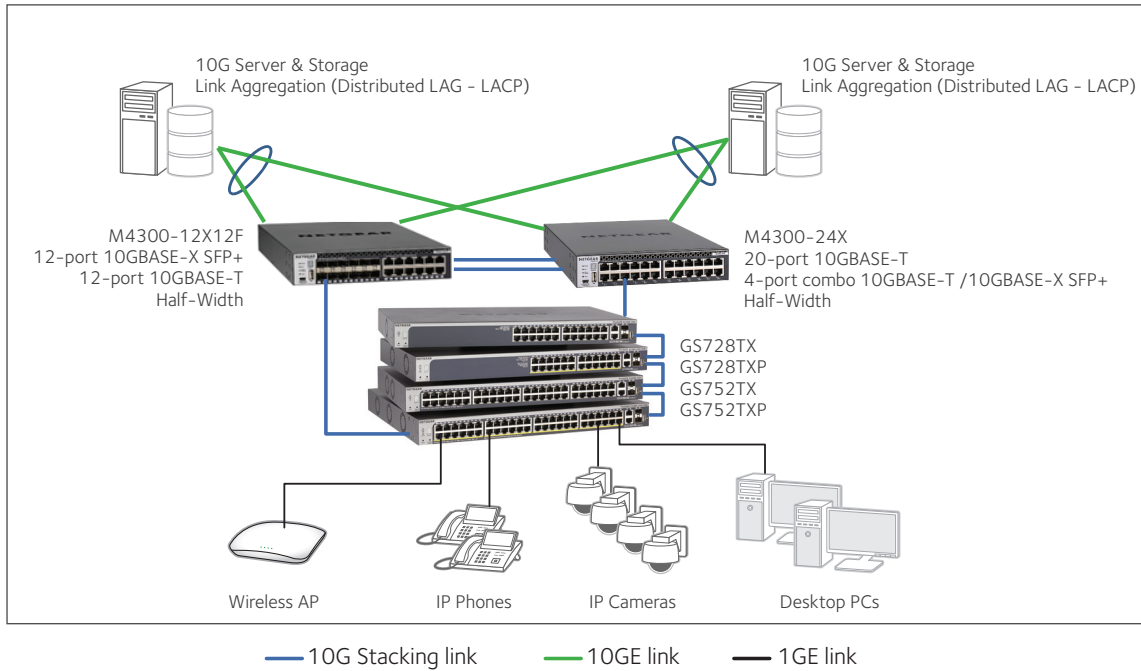 10G Server & Storage
Link Aggregation (Distributed LAG - LACP)
10G Server & Storage
Link Aggregation (Distributed LAG - LACP)
NETGEAR
NETGEAR
M4300-12X12F
12-port 10GBASE-X SFP+
12-port 10GBASE-T
Half-Width
M4300-24X
20-port 10GBASE-T
4-port combo 10GBASE-T /10GBASE-X SFP+
Half-Width
GS728TX
GS728TXP
GS752TX
GS752TXP
Wireless AP
IP Phones
IP Cameras
Desktop PCs
10G Stacking link
10GE link
1GE link